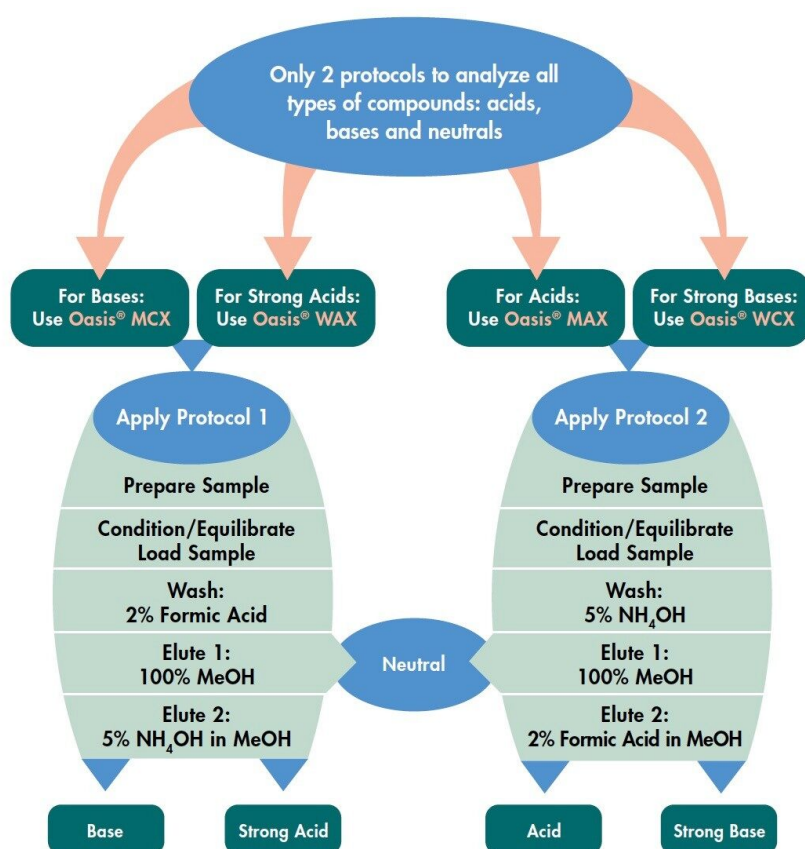 Only 2 protocols to analyze all
types of compounds: acids,
bases and neutrals
For Bases:
Use Oasis® MCX
For Strong Acids:
Use Oasis® WAX
For Acids:
Use Oasis® MAX
For Strong Bases:
Use Oasis® WCX
Apply Protocol 1
Prepare Sample
Condition/Equilibrate
Load Sample
Wash:
2% Formic Acid
Elute 1:
100% MeOH
Elute 2:
5% NH₄OH in MeOH
Base
Strong Acid
Neutral
Apply Protocol 2
Prepare Sample
Condition/Equilibrate
Load Sample
Wash:
5% NH₄OH
Elute 1:
100% MeOH
Elute 2:
2% Formic Acid in MeOH
Acid
Strong Base